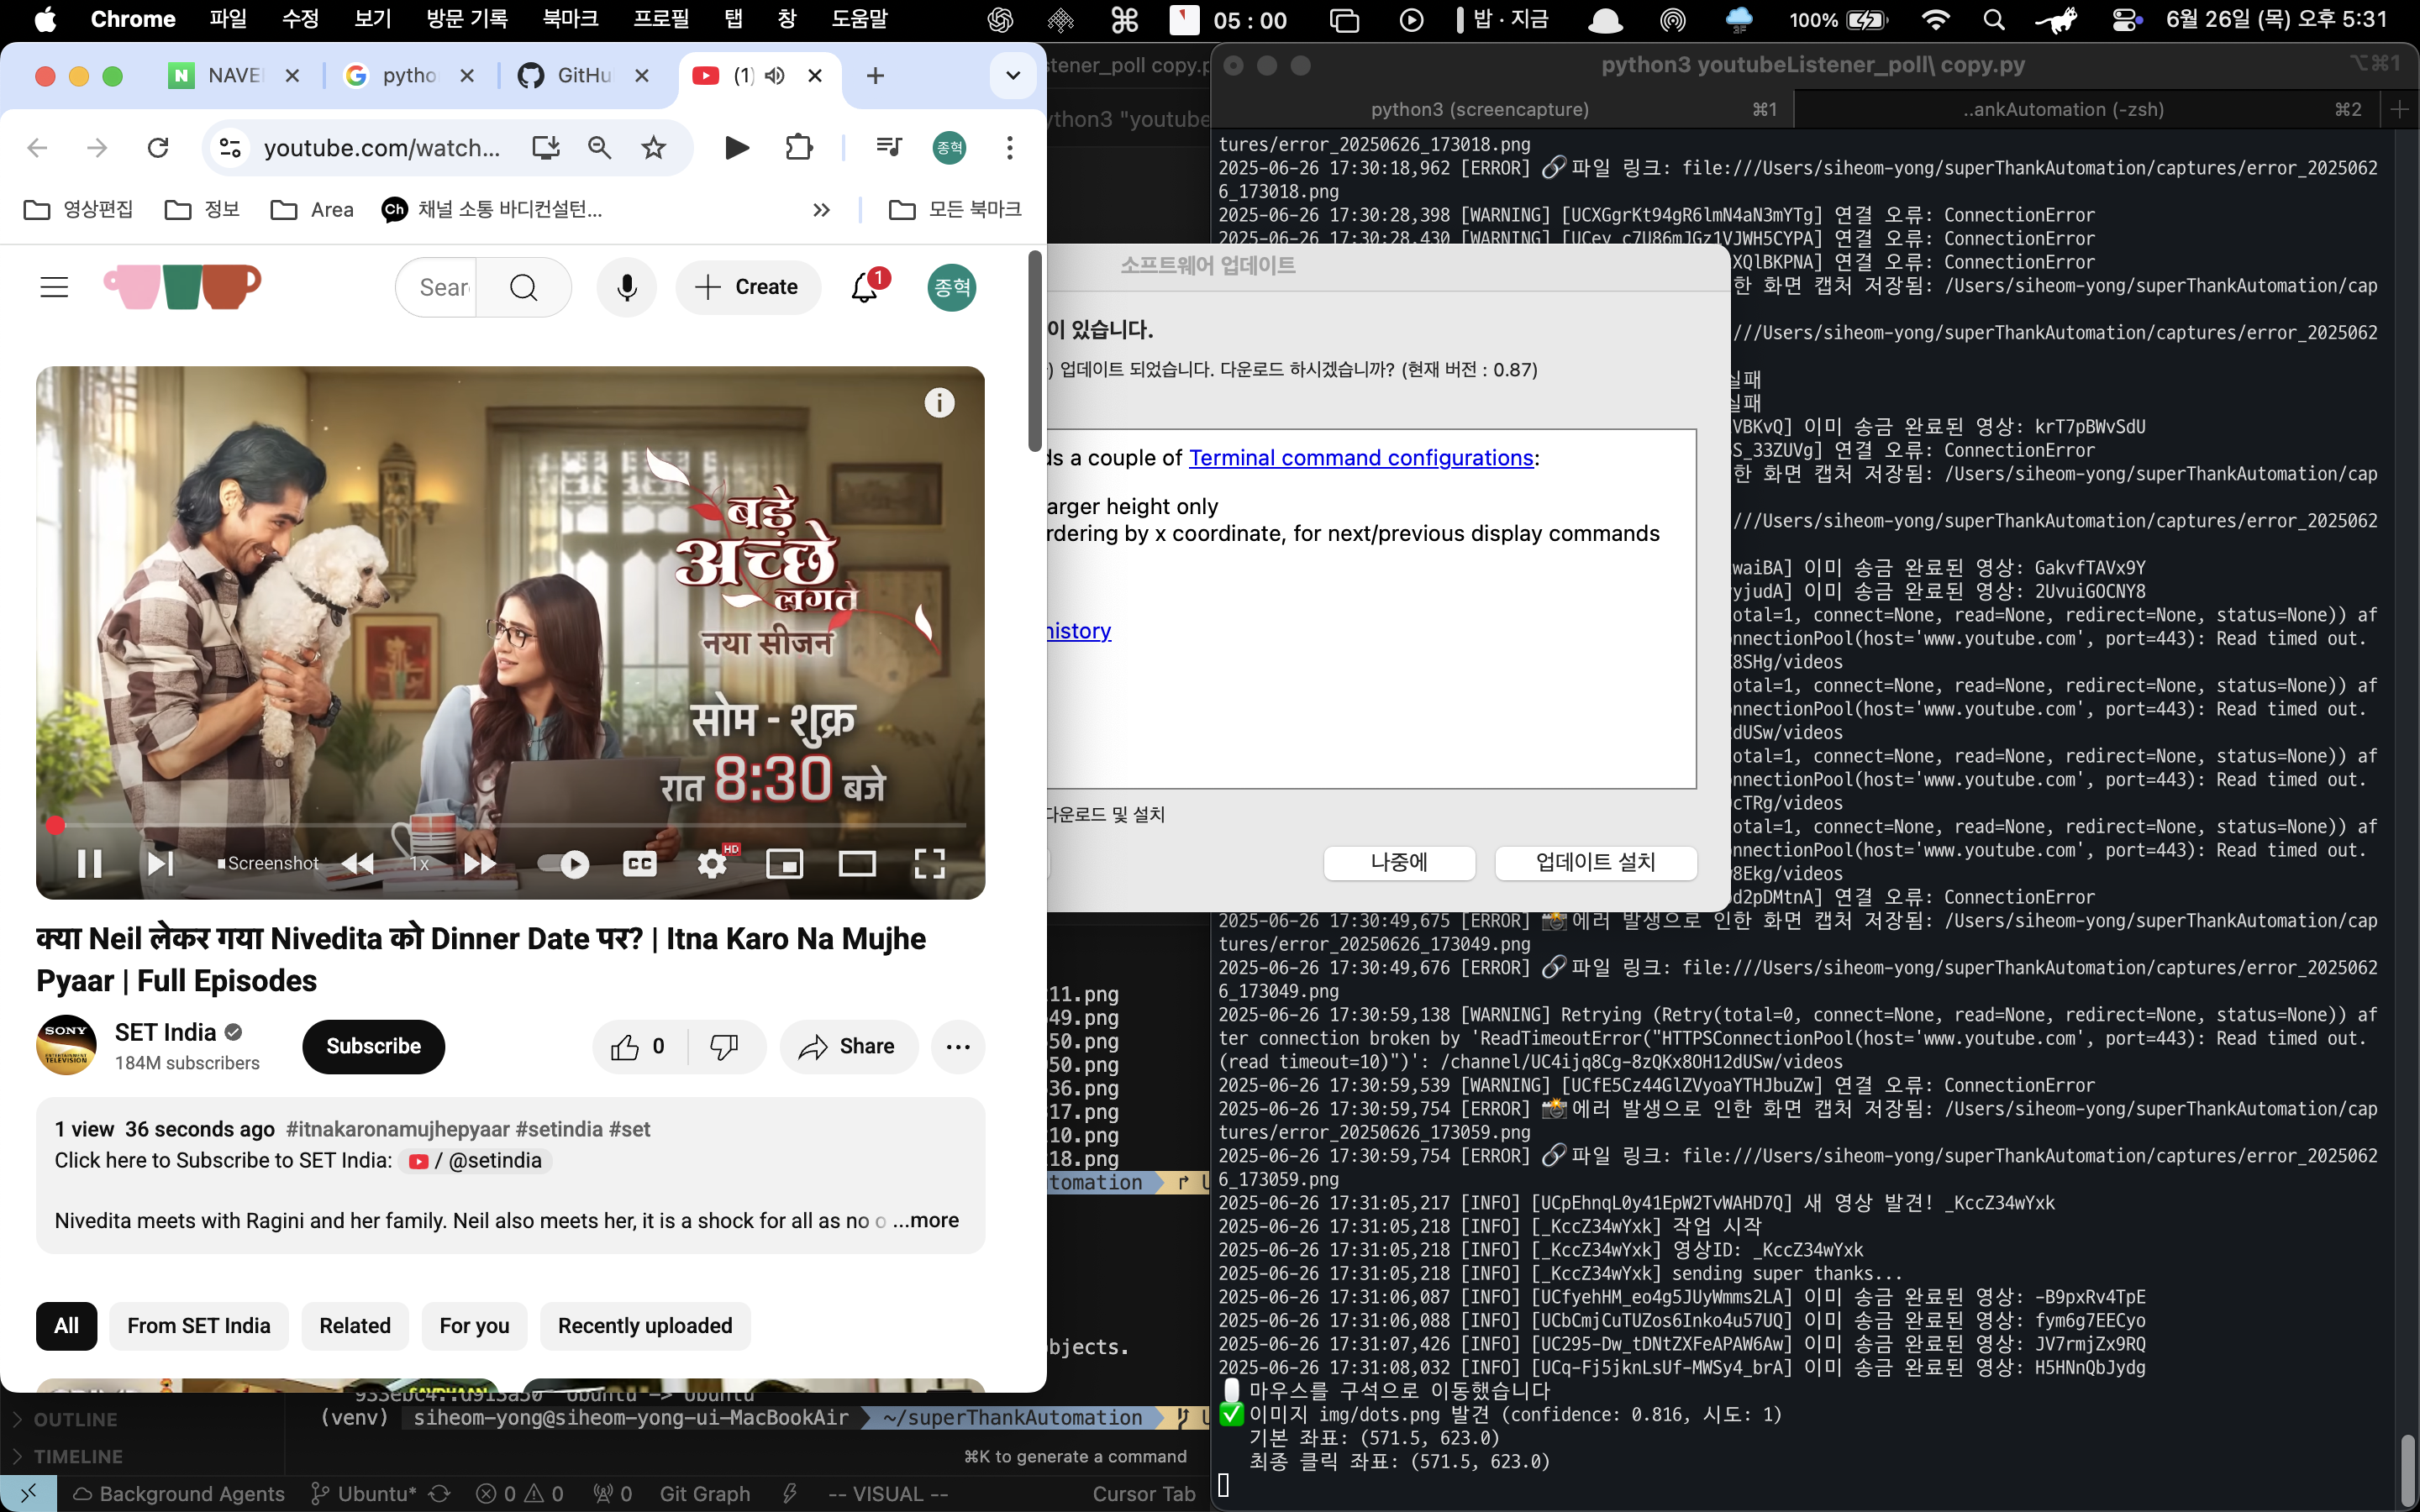 Chrome 파일 수정 보기 방문 기록 북마크 프로필 탭 창 도움말 05 : 00 밥 · 지금 100% 6월 26일 (목) 오후 5:31
NAVE
pytho
GitHu
(1)
youtube.com/watch...
종혁
영상편집 정보 Area Ch 채널 소통 바디컨설턴... 모든 북마크
Sear
Create
1
종혁
बड़े
अच्छे
लगते
नया सीजन
सोम - शुक्र
रात 8:30 बजे
Screenshot 1x CC HD
क्या Neil लेकर गया Nivedita को Dinner Date पर? | Itna Karo Na Mujhe
Pyaar | Full Episodes
SONY
ENTERTAINMENT
TELEVISION
SET India
184M subscribers
Subscribe
0
Share
1 view 36 seconds ago #itnakaronamujhepyaar #setindia #set
Click here to Subscribe to SET India: / @setindia
Nivedita meets with Ragini and her family. Neil also meets her, it is a shock for all as no o ...more
All From SET India Related For you Recently uploaded
stener_poll copy.p
ython3 "youtube
소프트웨어 업데이트
이 있습니다.
) 업데이트 되었습니다. 다운로드 하시겠습니까? (현재 버전 : 0.87)
ds a couple of Terminal command configurations:
arger height only
rdering by x coordinate, for next/previous display commands
history
다운로드 및 설치
나중에 업데이트 설치
11.png
49.png
50.png
50.png
36.png
17.png
10.png
18.png
tomation
bjects.
933ebc4..d913a50 Ubuntu -> Ubuntu
(venv) siheom-yong@siheom-yong-ui-MacBookAir ~/superThankAutomation
OUTLINE
TIMELINE
⌘K to generate a command
Background Agents Ubuntu* 0 0 0 Git Graph -- VISUAL -- Cursor Tab
python3 youtubeListener_poll\ copy.py ⌥⌘1
python3 (screencapture) ⌘1 ..ankAutomation (-zsh) ⌘2
tures/error_20250626_173018.png
2025-06-26 17:30:18,962 [ERROR] 🔗 파일 링크: file:///Users/siheom-yong/superThankAutomation/captures/error_2025062
6_173018.png
2025-06-26 17:30:28,398 [WARNING] [UCXGgrKt94gR6lmN4aN3mYTg] 연결 오류: ConnectionError
2025-06-26 17:30:28,430 [WARNING] [UCey_c7U86mJGz1VJWH5CYPA] 연결 오류: ConnectionError
XQlBKPNA] 연결 오류: ConnectionError
한 화면 캡처 저장됨: /Users/siheom-yong/superThankAutomation/cap
///Users/siheom-yong/superThankAutomation/captures/error_2025062
실패
실패
VBKvQ] 이미 송금 완료된 영상: krT7pBWvSdU
S_33ZUVg] 연결 오류: ConnectionError
한 화면 캡처 저장됨: /Users/siheom-yong/superThankAutomation/cap
///Users/siheom-yong/superThankAutomation/captures/error_2025062
waiBA] 이미 송금 완료된 영상: GakvfTAVx9Y
yjudA] 이미 송금 완료된 영상: 2UvuiGOCNY8
total=1, connect=None, read=None, redirect=None, status=None)) af
nnectionPool(host='www.youtube.com', port=443): Read timed out.
8SHg/videos
otal=1, connect=None, read=None, redirect=None, status=None)) af
nnectionPool(host='www.youtube.com', port=443): Read timed out.
dUSw/videos
otal=1, connect=None, read=None, redirect=None, status=None)) af
nnectionPool(host='www.youtube.com', port=443): Read timed out.
cTRg/videos
otal=1, connect=None, read=None, redirect=None, status=None)) af
nnectionPool(host='www.youtube.com', port=443): Read timed out.
8Ekg/videos
d2pDMtnA] 연결 오류: ConnectionError
2025-06-26 17:30:49,675 [ERROR] 📸 에러 발생으로 인한 화면 캡처 저장됨: /Users/siheom-yong/superThankAutomation/cap
tures/error_20250626_173049.png
2025-06-26 17:30:49,676 [ERROR] 🔗 파일 링크: file:///Users/siheom-yong/superThankAutomation/captures/error_2025062
6_173049.png
2025-06-26 17:30:59,138 [WARNING] Retrying (Retry(total=0, connect=None, read=None, redirect=None, status=None)) af
ter connection broken by 'ReadTimeoutError("HTTPSConnectionPool(host='www.youtube.com', port=443): Read timed out.
(read timeout=10)")': /channel/UC4ijq8Cg-8zQKx8OH12dUSw/videos
2025-06-26 17:30:59,539 [WARNING] [UCfE5Cz44GlZVyoaYTHJbuZw] 연결 오류: ConnectionError
2025-06-26 17:30:59,754 [ERROR] 📸 에러 발생으로 인한 화면 캡처 저장됨: /Users/siheom-yong/superThankAutomation/cap
tures/error_20250626_173059.png
2025-06-26 17:30:59,754 [ERROR] 🔗 파일 링크: file:///Users/siheom-yong/superThankAutomation/captures/error_2025062
6_173059.png
2025-06-26 17:31:05,217 [INFO] [UCpEhnqL0y41EpW2TvWAHD7Q] 새 영상 발견! _KccZ34wYxk
2025-06-26 17:31:05,218 [INFO] [_KccZ34wYxk] 작업 시작
2025-06-26 17:31:05,218 [INFO] [_KccZ34wYxk] 영상ID: _KccZ34wYxk
2025-06-26 17:31:05,218 [INFO] [_KccZ34wYxk] sending super thanks...
2025-06-26 17:31:06,087 [INFO] [UCfyehHM_eo4g5JUyWmms2LA] 이미 송금 완료된 영상: -B9pxRv4TpE
2025-06-26 17:31:06,088 [INFO] [UCbCmjCuTUZos6Inko4u57UQ] 이미 송금 완료된 영상: fym6g7EECyo
2025-06-26 17:31:07,426 [INFO] [UC295-Dw_tDNtZXFeAPAW6Aw] 이미 송금 완료된 영상: JV7rmjZx9RQ
2025-06-26 17:31:08,032 [INFO] [UCq-Fj5jknLsUf-MWSy4_brA] 이미 송금 완료된 영상: H5HNnQbJydg
마우스를 구석으로 이동했습니다
✅ 이미지 img/dots.png 발견 (confidence: 0.816, 시도: 1)
기본 좌표: (571.5, 623.0)
최종 클릭 좌표: (571.5, 623.0)